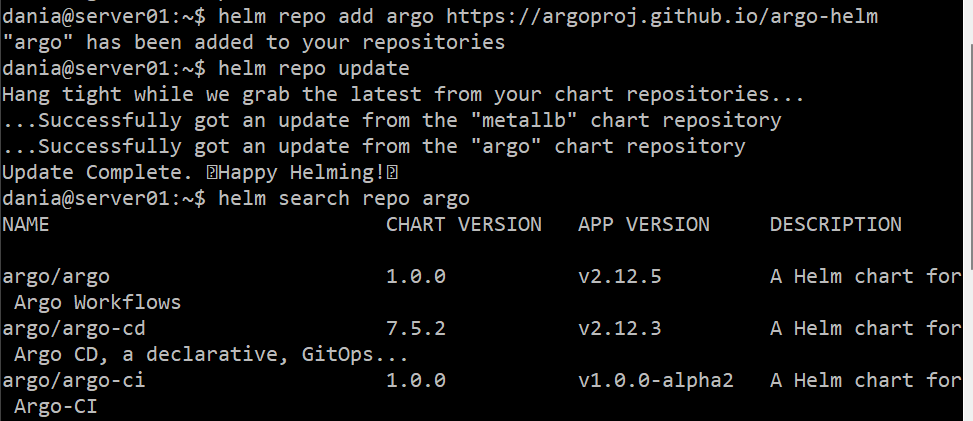 dania@server01:~$ helm repo add argo https://argoproj.github.io/argo-helm
"argo" has been added to your repositories
dania@server01:~$ helm repo update
Hang tight while we grab the latest from your chart repositories...
...Successfully got an update from the "metallb" chart repository
...Successfully got an update from the "argo" chart repository
Update Complete. ⍰Happy Helming!⍰
dania@server01:~$ helm search repo argo
NAME CHART VERSION APP VERSION DESCRIPTION
argo/argo 1.0.0 v2.12.5 A Helm chart for
Argo Workflows
argo/argo-cd 7.5.2 v2.12.3 A Helm chart for
Argo CD, a declarative, GitOps...
argo/argo-ci 1.0.0 v1.0.0-alpha2 A Helm chart for
Argo-CI